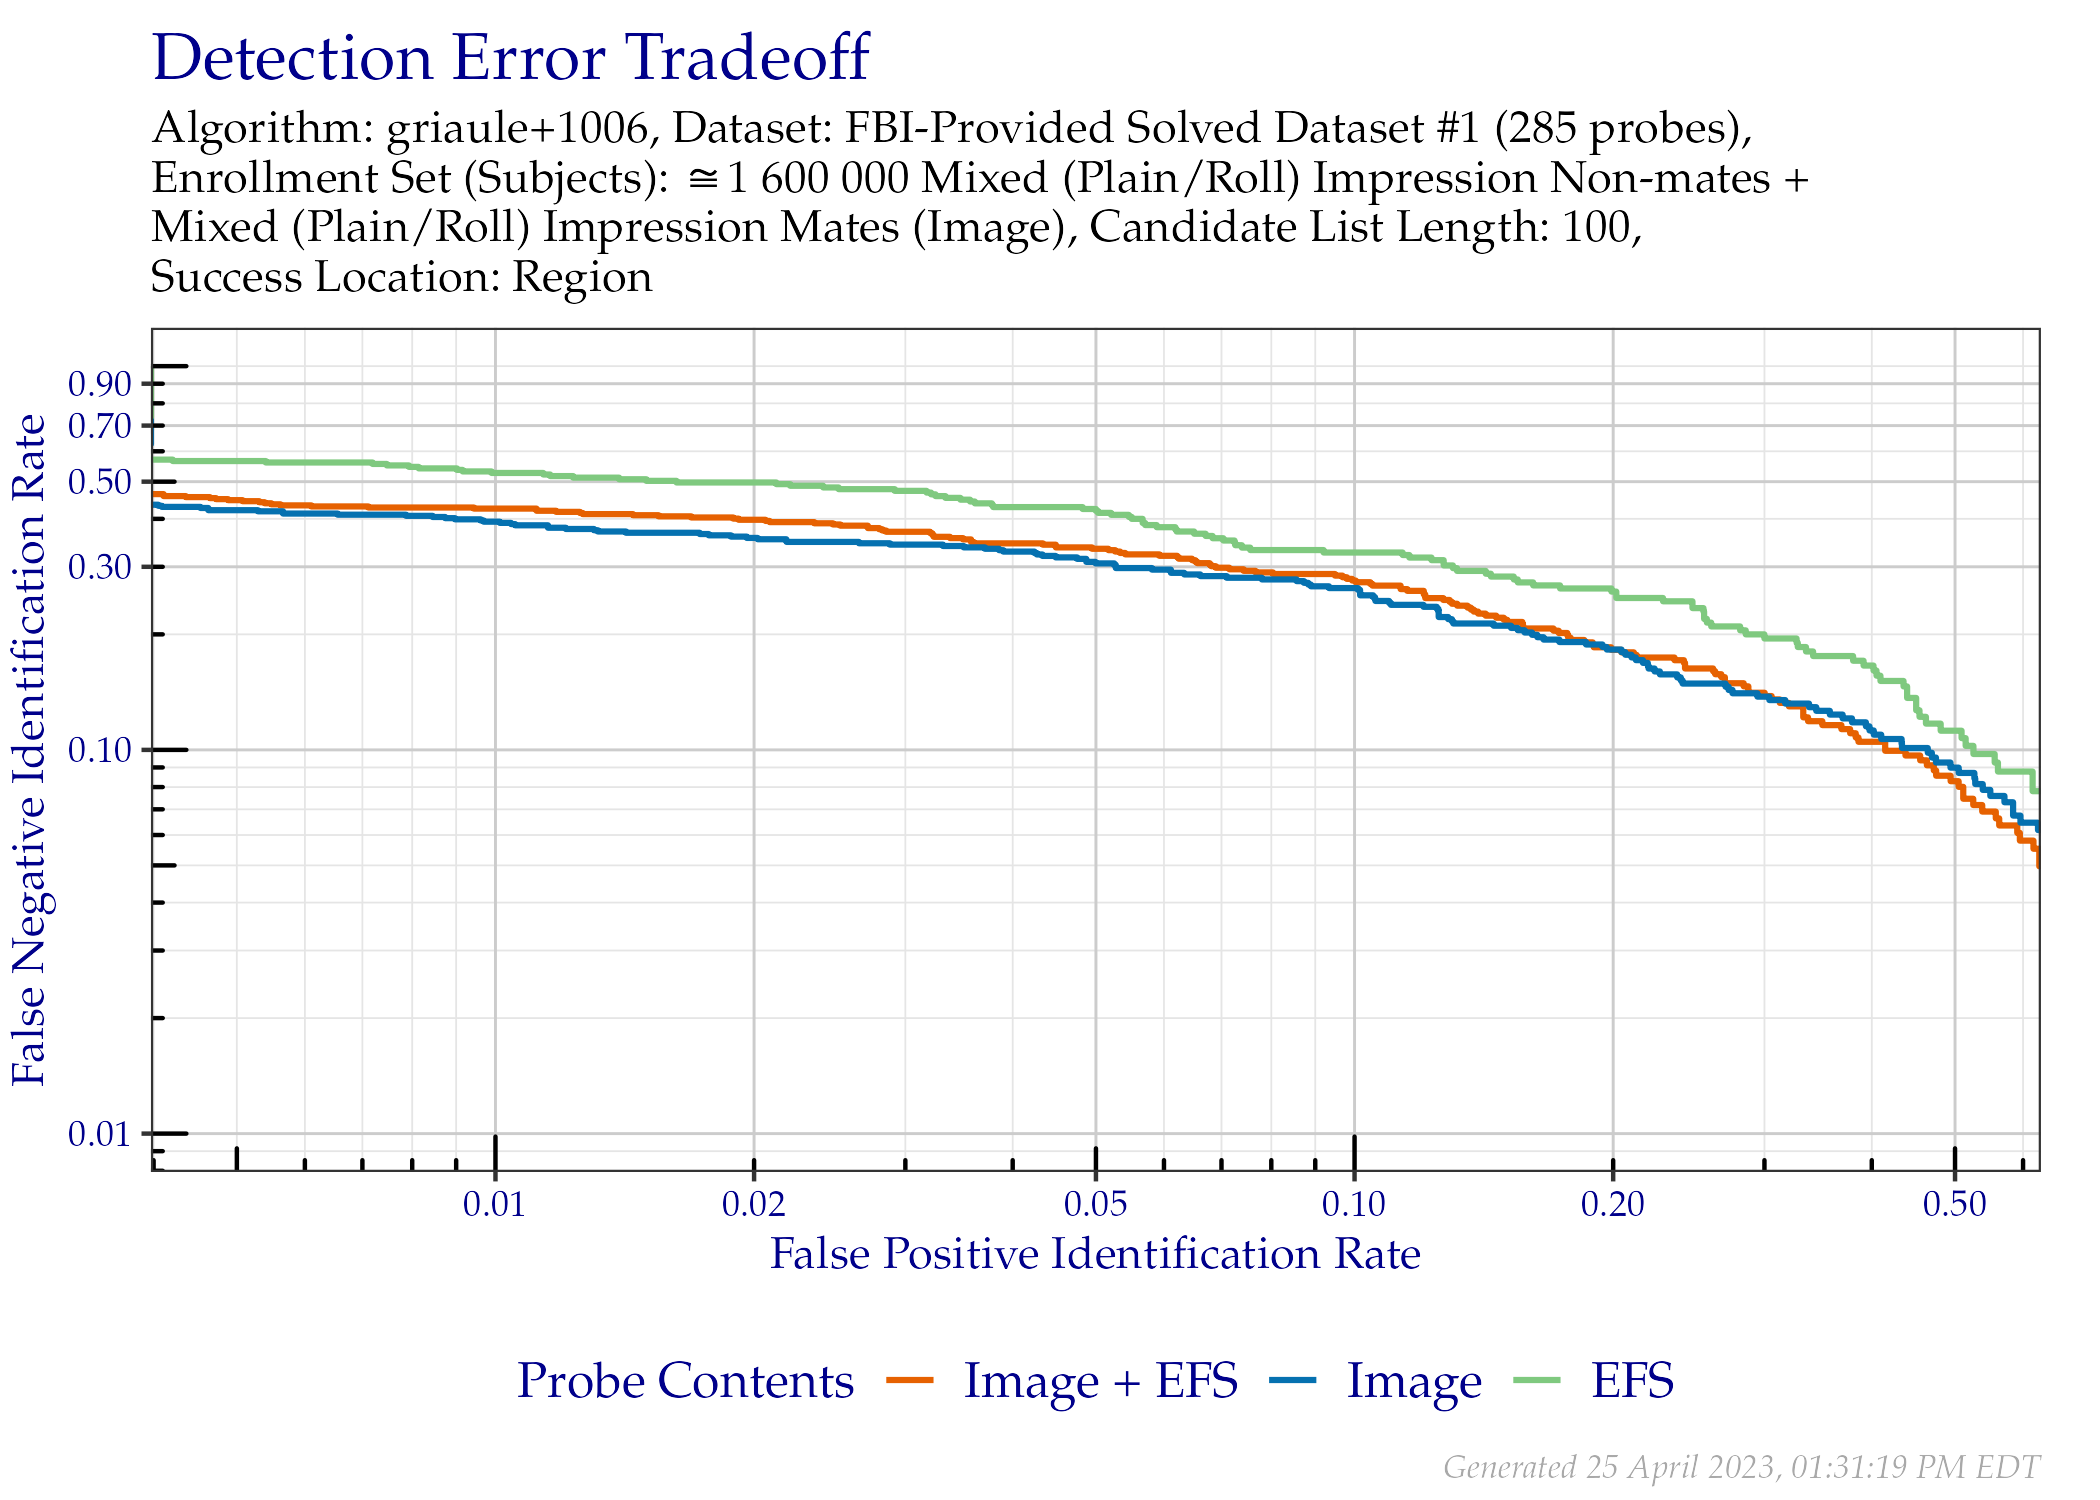 Detection Error Tradeoff
Algorithm: griaule+1006, Dataset: FBI-Provided Solved Dataset #1 (285 probes),
Enrollment Set (Subjects): ≅1 600 000 Mixed (Plain/Roll) Impression Non-mates +
Mixed (Plain/Roll) Impression Mates (Image), Candidate List Length: 100,
Success Location: Region
False Negative Identification Rate
0.90
0.70
0.50
0.30
0.10
0.01
0.01 0.02 0.05 0.10 0.20 0.50
False Positive Identification Rate
Probe Contents Image + EFS Image EFS
Generated 25 April 2023, 01:31:19 PM EDT